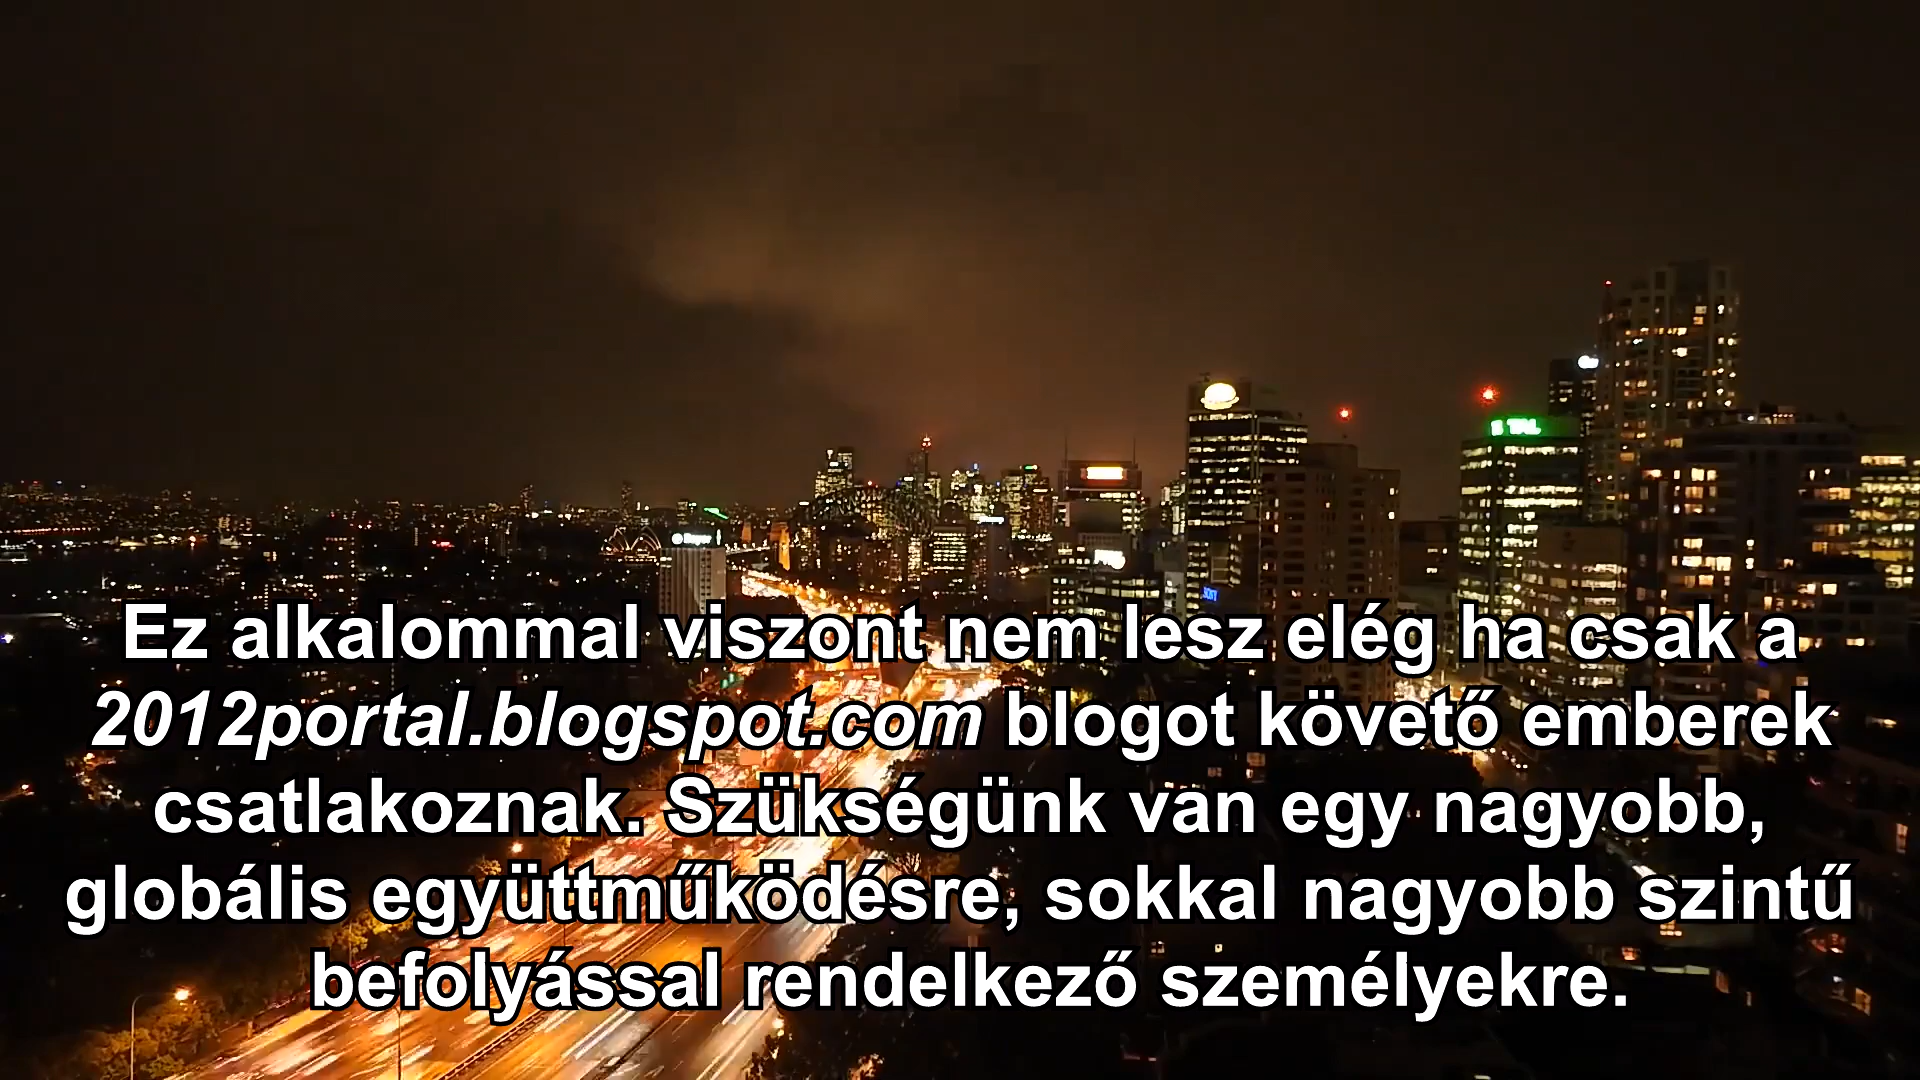 Ez alkalommal viszont nem lesz elég ha csak a
2012portal.blogspot.com blogot követő emberek
csatlakoznak. Szükségünk van egy nagyobb,
globális együttműködésre, sokkal nagyobb szintű
befolyással rendelkező személyekre.